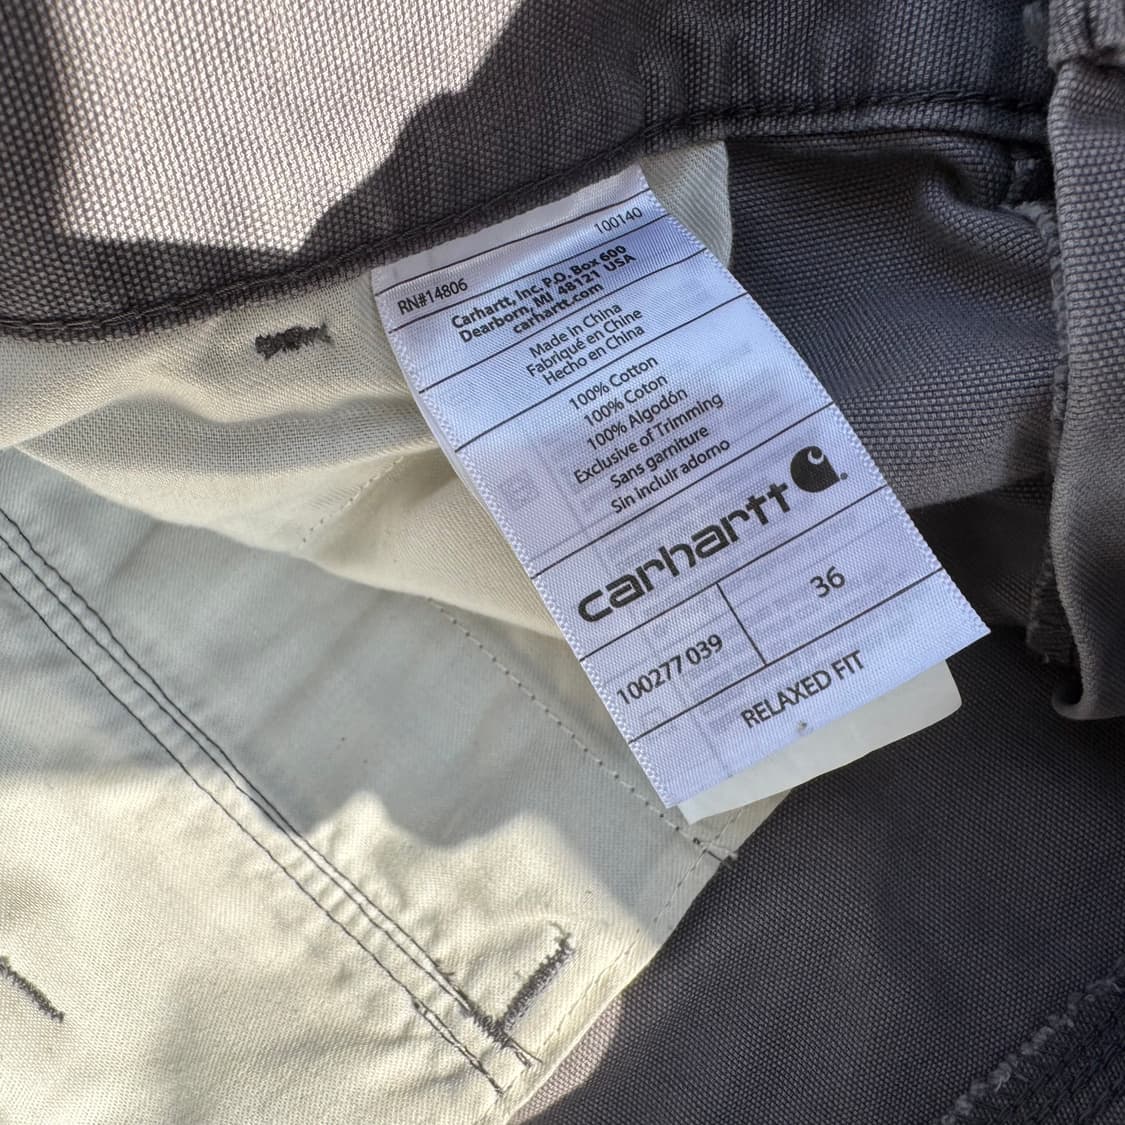 RN#14806 100140
Carhartt, Inc. P.O. Box 600
Dearborn, MI 48121 USA
carhartt.com
Made in China
Fabriqué en Chine
Hecho en China
100% Cotton
100% Coton
100% Algodón
Exclusive of Trimming
Sans garniture
Sin incluir adorno
carhartt
100277 039 36
RELAXED FIT